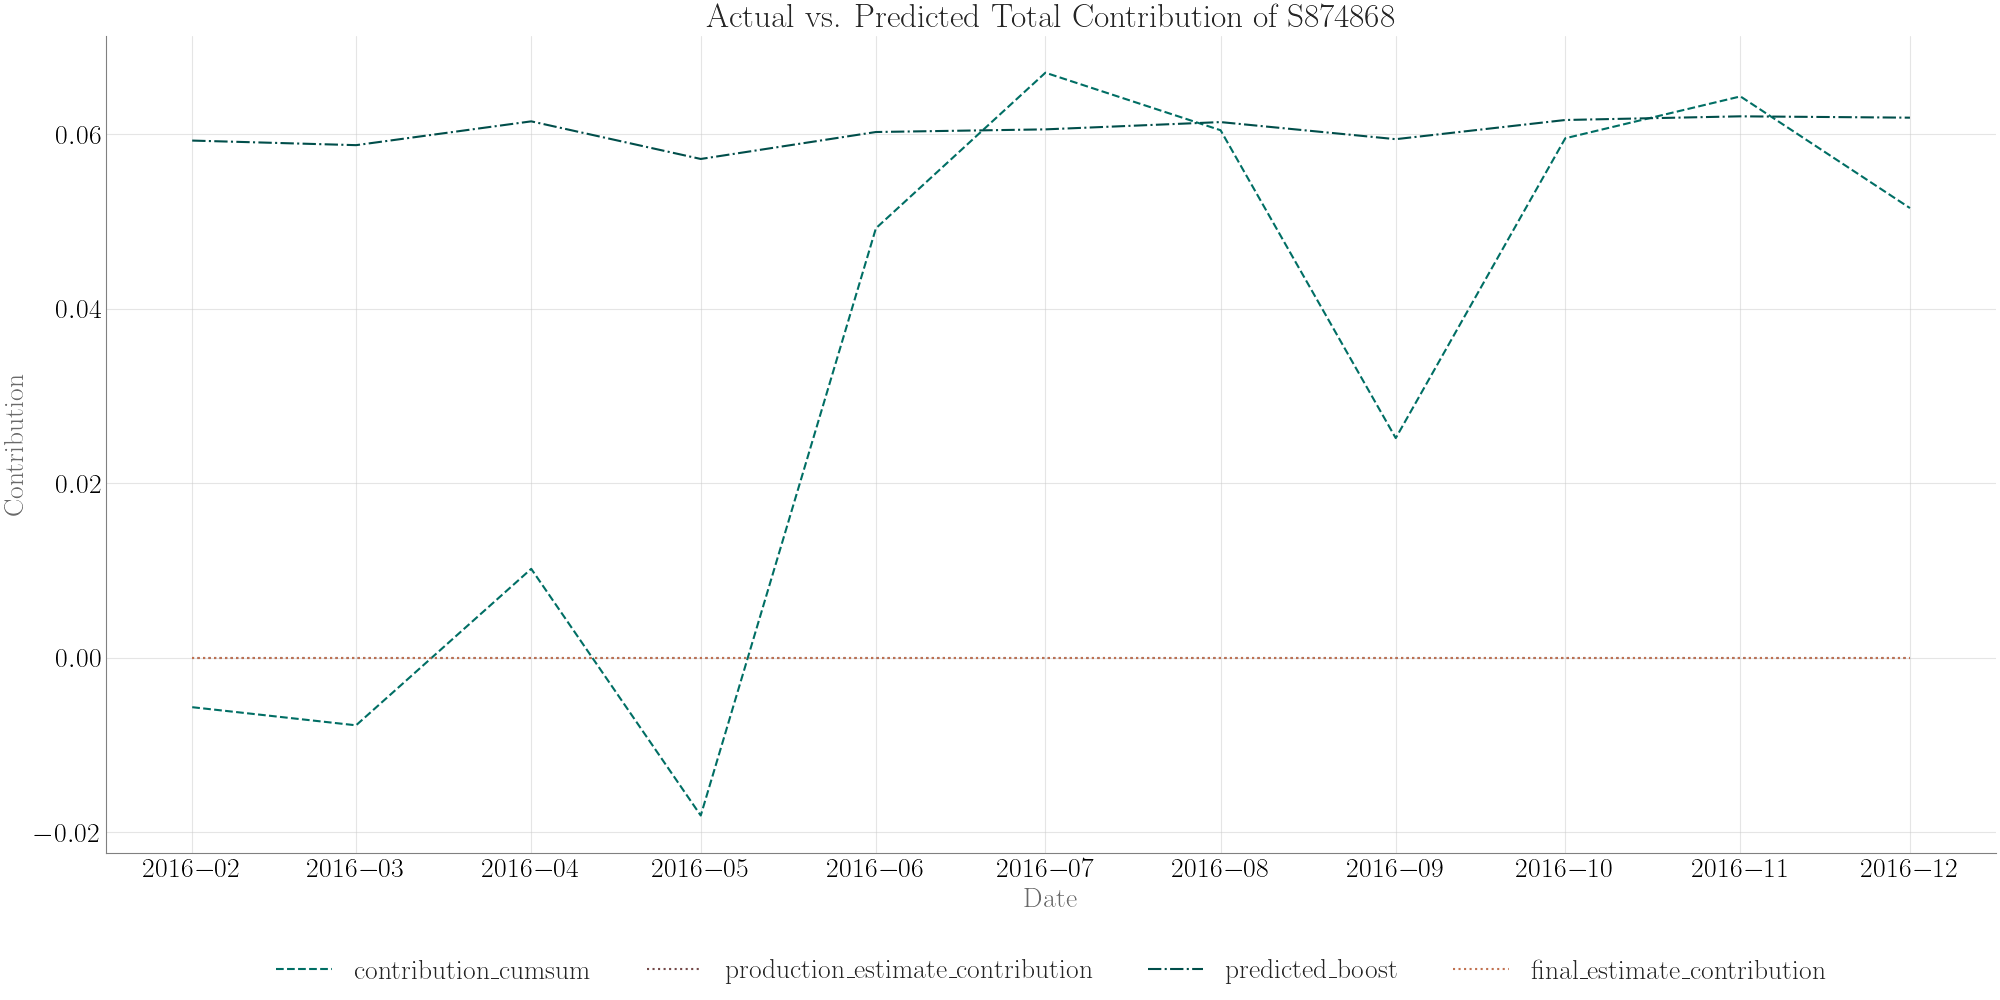 Actual vs. Predicted Total Contribution of S874868
Contribution
0.06
0.04
0.02
0.00
−0.02
2016−02 2016−03 2016−04 2016−05 2016−06 2016−07 2016−08 2016−09 2016−10 2016−11 2016−12
Date
contribution_cumsum production_estimate_contribution predicted_boost final_estimate_contribution